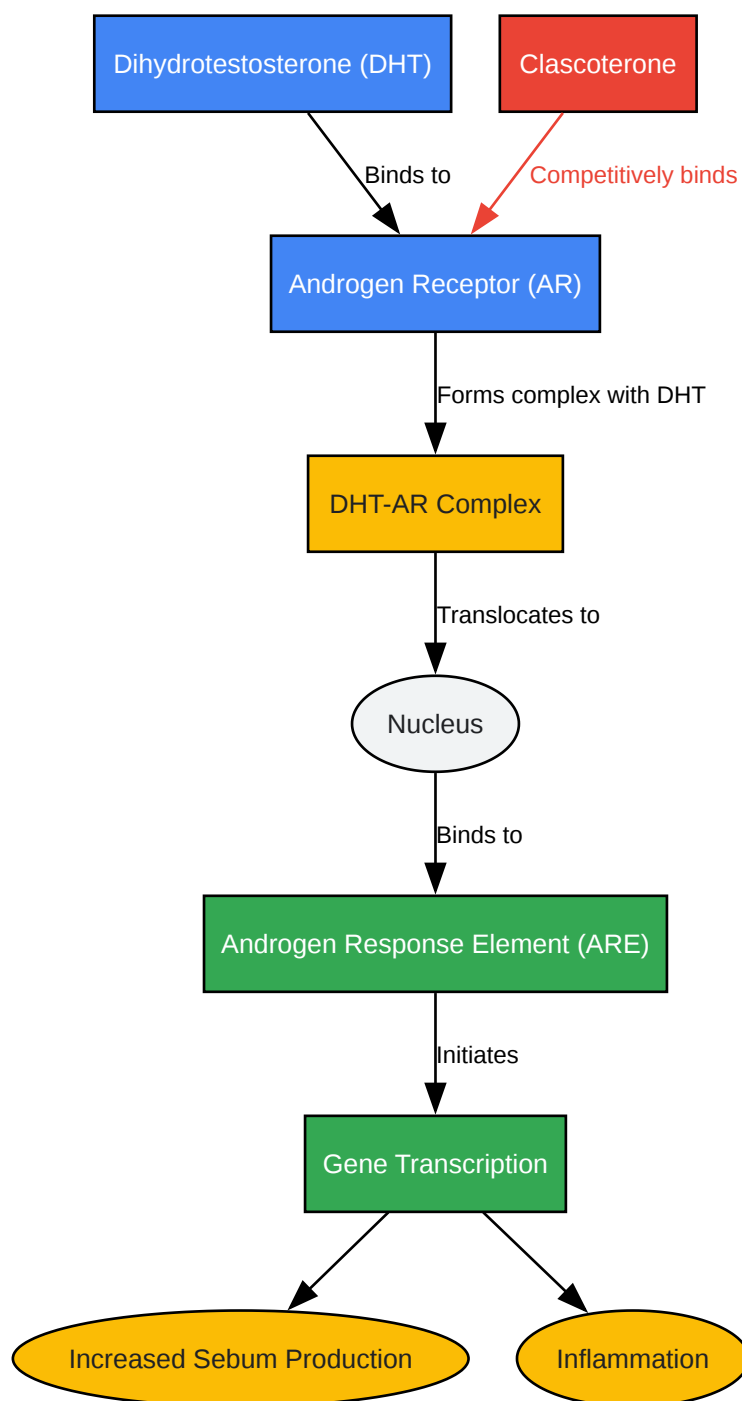 Dihydrotestosterone (DHT)
Clascoterone
Binds to
Competitively binds
Androgen Receptor (AR)
Forms complex with DHT
DHT-AR Complex
Translocates to
Nucleus
Binds to
Androgen Response Element (ARE)
Initiates
Gene Transcription
Increased Sebum Production
Inflammation